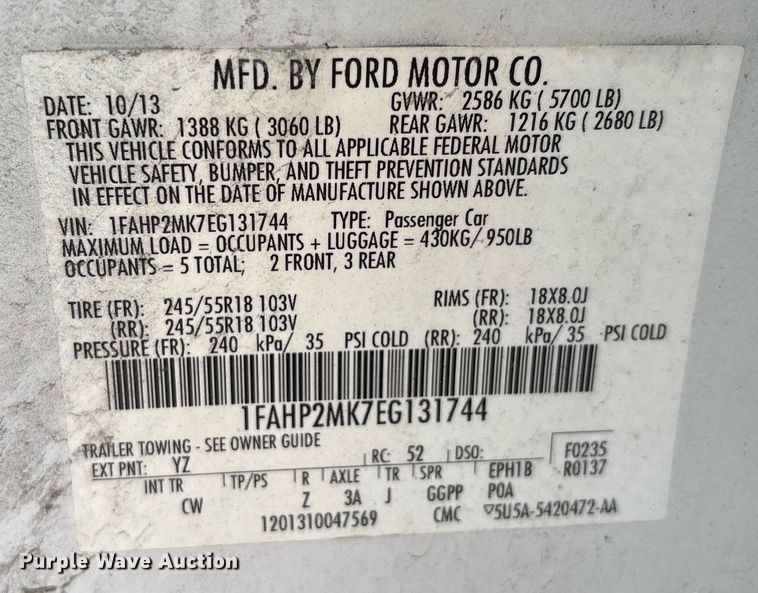 MFD. BY FORD MOTOR CO.
DATE: 10/13 GVWR: 2586 KG ( 5700 LB)
FRONT GAWR: 1388 KG ( 3060 LB) REAR GAWR: 1216 KG ( 2680 LB)
THIS VEHICLE CONFORMS TO ALL APPLICABLE FEDERAL MOTOR
VEHICLE SAFETY, BUMPER, AND THEFT PREVENTION STANDARDS
IN EFFECT ON THE DATE OF MANUFACTURE SHOWN ABOVE.
VIN: 1FAHP2MK7EG131744 TYPE: Passenger Car
MAXIMUM LOAD = OCCUPANTS + LUGGAGE = 430KG/ 950LB
OCCUPANTS = 5 TOTAL; 2 FRONT, 3 REAR
TIRE (FR): 245/55R18 103V RIMS (FR): 18X8.0J
(RR): 245/55R18 103V (RR): 18X8.0J
PRESSURE (FR): 240 kPa/ 35 PSI COLD (RR): 240 kPa/ 35 PSI COLD
1FAHP2MK7EG131744
TRAILER TOWING - SEE OWNER GUIDE
EXT PNT: YZ RC: 52 DSO: F0235
INT TR TP/PS R AXLE TR SPR EPH1B R0137
CW Z 3A J GGPP POA
1201310047569 CMC ▽5U5A-5420472-AA
Purple Wave Auction